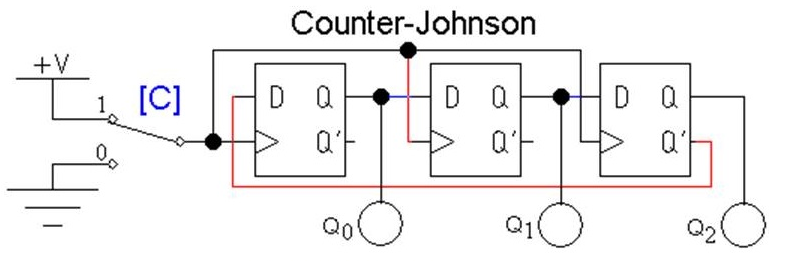 Counter-Johnson
+V
[C]
1
0
D Q
Q'
D Q
Q'
D Q
Q'
Q0
Q1
Q2